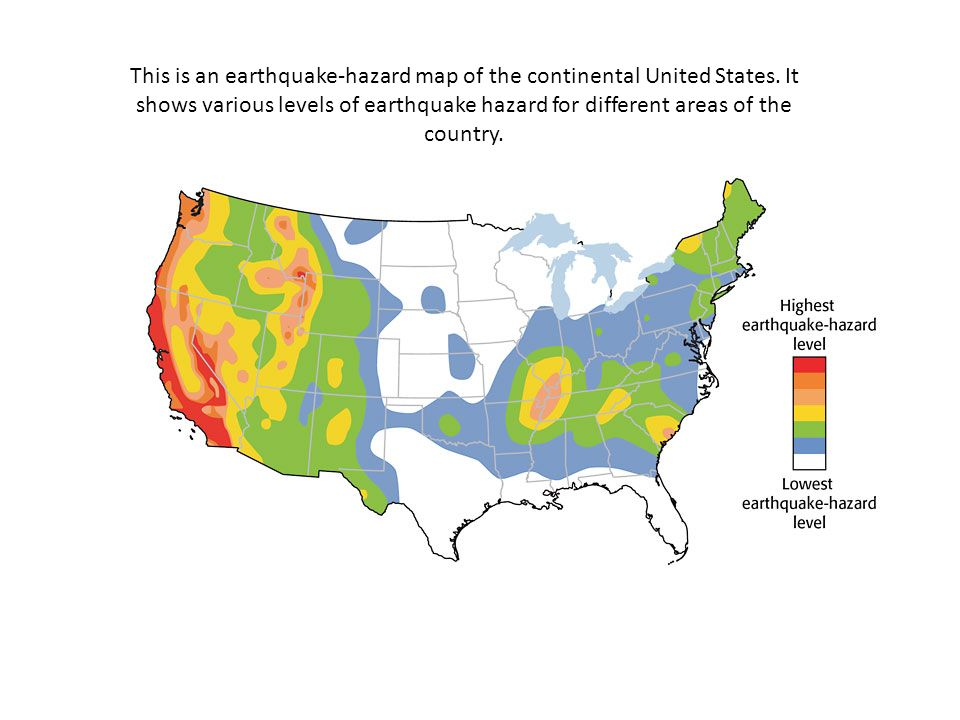 This is an earthquake-hazard map of the continental United States. It
shows various levels of earthquake hazard for different areas of the
country.
Highest
earthquake-hazard
level
Lowest
earthquake-hazard
level